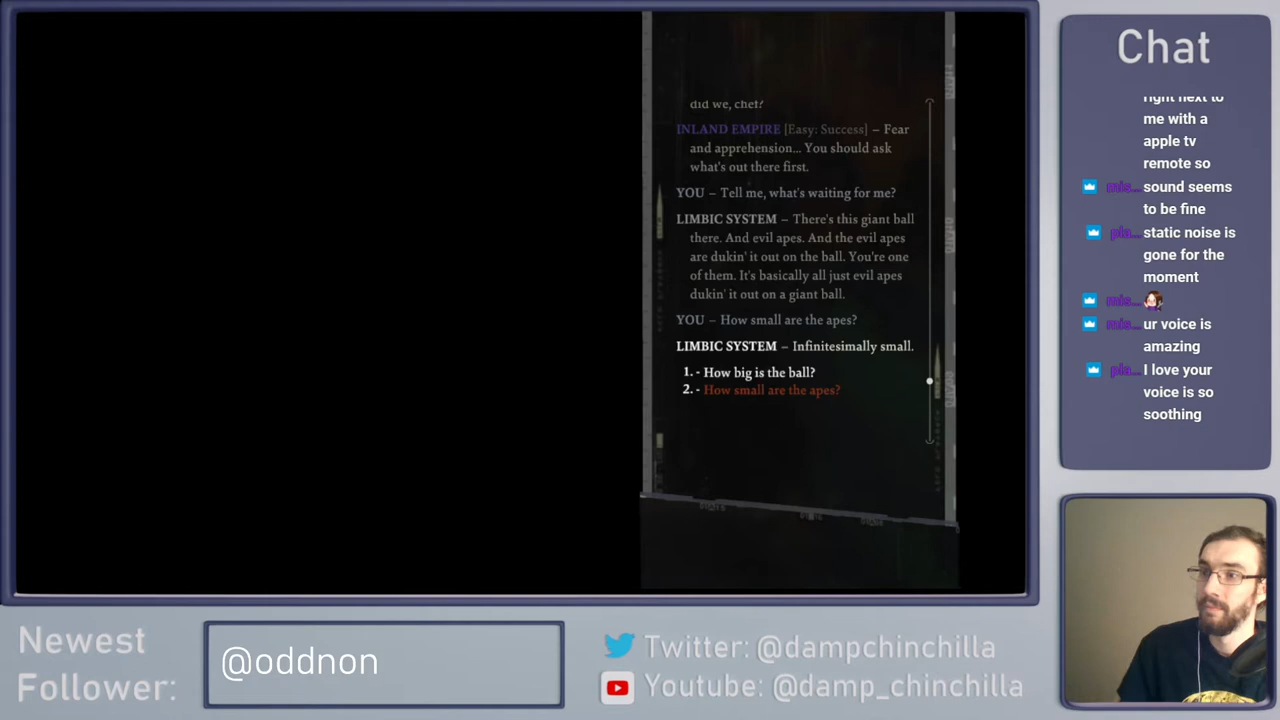 did we, chef?
INLAND EMPIRE [Easy: Success] – Fear
and apprehension... You should ask
what's out there first.
YOU – Tell me, what's waiting for me?
LIMBIC SYSTEM – There's this giant ball
there. And evil apes. And the evil apes
are dukin' it out on the ball. You're one
of them. It's basically all just evil apes
dukin' it out on a giant ball.
YOU – How small are the apes?
LIMBIC SYSTEM – Infinitesimally small.
1. - How big is the ball?
2. - How small are the apes?
Chat
right next to
me with a
apple tv
remote so
mis... sound seems
to be fine
pla... static noise is
gone for the
moment
mis...
mis... ur voice is
amazing
pla... I love your
voice is so
soothing
Newest
Follower:
@oddnon
Twitter: @dampchinchilla
Youtube: @damp_chinchilla